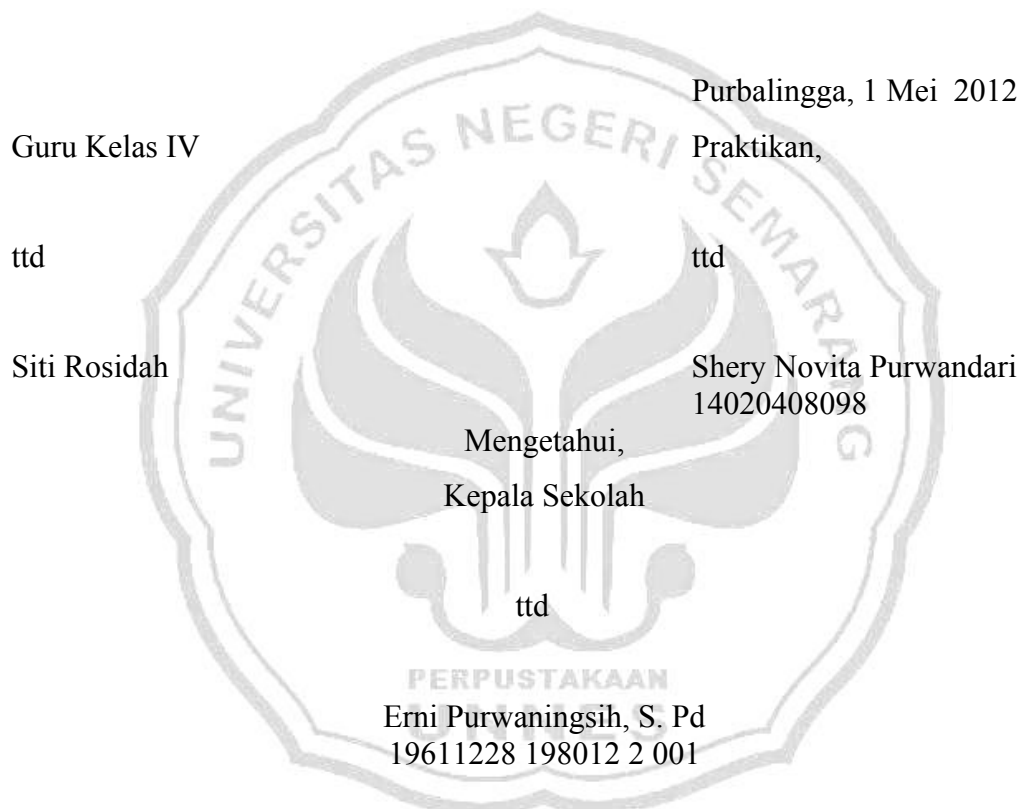 Purbalingga, 1 Mei 2012
Guru Kelas IV
Praktikan,
ttd
ttd
Siti Rosidah
Shery Novita Purwandari
14020408098
Mengetahui,
Kepala Sekolah
ttd
Erni Purwaningsih, S. Pd
19611228 198012 2 001
UNIVERSITAS NEGERI SEMARANG
PERPUSTAKAAN
UNNES